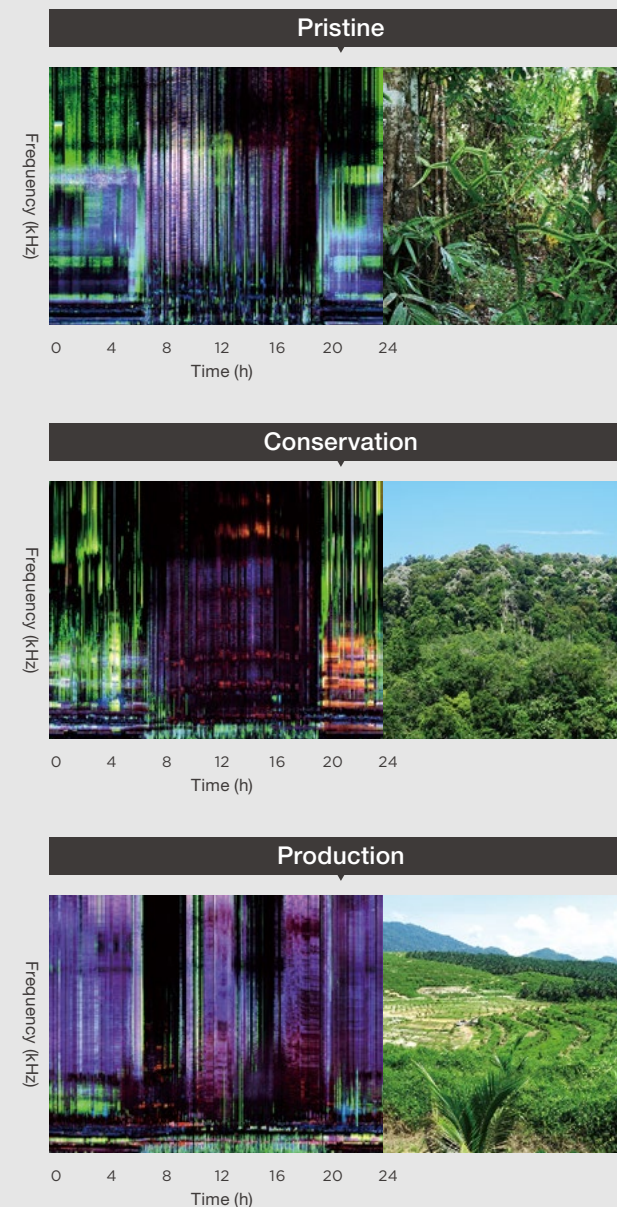 Pristine
Frequency (kHz)
0 4 8 12 16 20 24
Time (h)
Conservation
Frequency (kHz)
0 4 8 12 16 20 24
Time (h)
Production
Frequency (kHz)
0 4 8 12 16 20 24
Time (h)